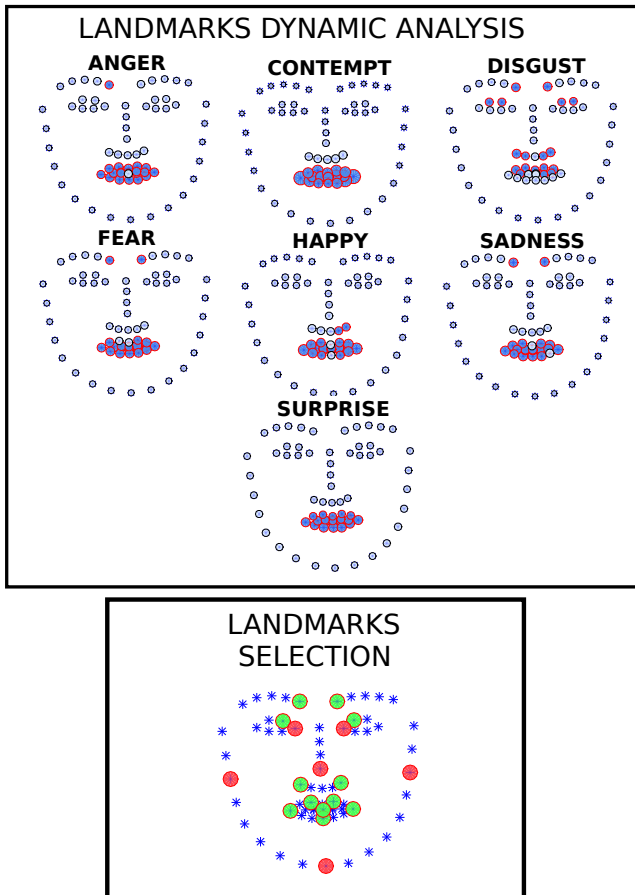 LANDMARKS DYNAMIC ANALYSIS
ANGER
CONTEMPT
DISGUST
FEAR
HAPPY
SADNESS
SURPRISE
LANDMARKS
SELECTION